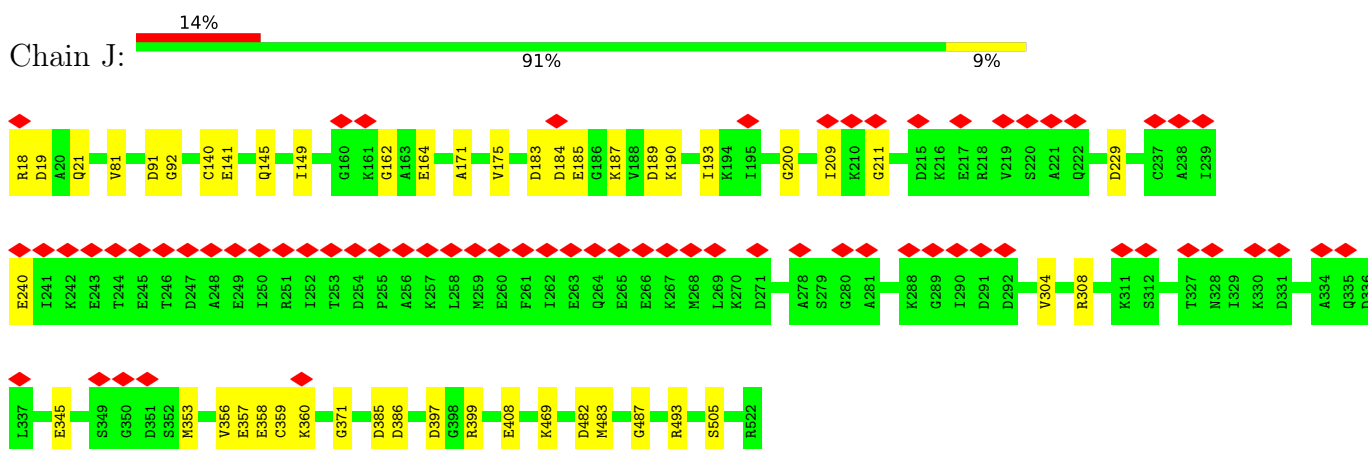 14%
Chain J:
91% 9%
R18 D19 A20 Q21 V81 D91 G92 C140 E141 Q145 I149 G160 K161 G162 A163 E164 A171 V175 D183 D184 E185 G186 K187 V188 D189 K190 I193 K194 I195 G200 I209 K210 G211 D215 K216 E217 R218 V219 S220 A221 Q222 D229 C237 A238 I239
E240 I241 K242 E243 T244 E245 T246 D247 A248 E249 I250 R251 I252 T253 D254 P255 A256 K257 L258 M259 E260 F261 I262 E263 Q264 E265 E266 K267 M268 L269 K270 D271 A278 S279 G280 A281 K288 G289 I290 D291 D292 V304 R308 K311 S312 T327 N328 I329 K330 D331 A334 Q335 D336
L337 E345 S349 G350 D351 S352 M353 V356 E357 E358 C359 K360 G371 D385 D386 D397 G398 R399 E408 K469 D482 M483 G487 R493 S505 R522